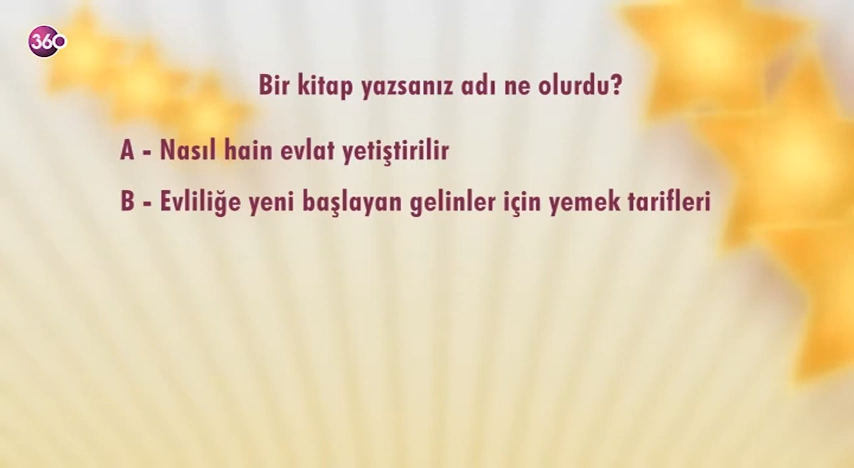 360
Bir kitap yazsanız adı ne olurdu?
A - Nasıl hain evlat yetiştirilir
B - Evliliğe yeni başlayan gelinler için yemek tarifleri